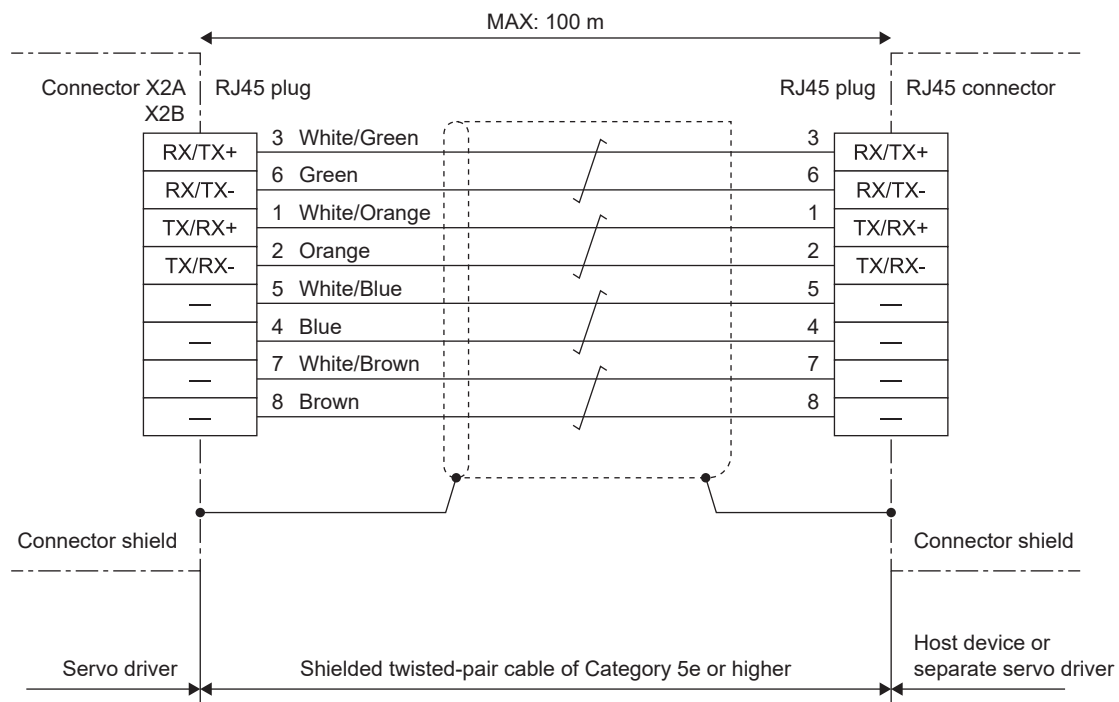 MAX: 100 m
Connector X2A
X2B
RJ45 plug
RJ45 plug
RJ45 connector
RX/TX+ 3 White/Green 3 RX/TX+
RX/TX- 6 Green 6 RX/TX-
TX/RX+ 1 White/Orange 1 TX/RX+
TX/RX- 2 Orange 2 TX/RX-
— 5 White/Blue 5 —
— 4 Blue 4 —
— 7 White/Brown 7 —
— 8 Brown 8 —
Connector shield
Connector shield
Servo driver
Shielded twisted-pair cable of Category 5e or higher
Host device or
separate servo driver